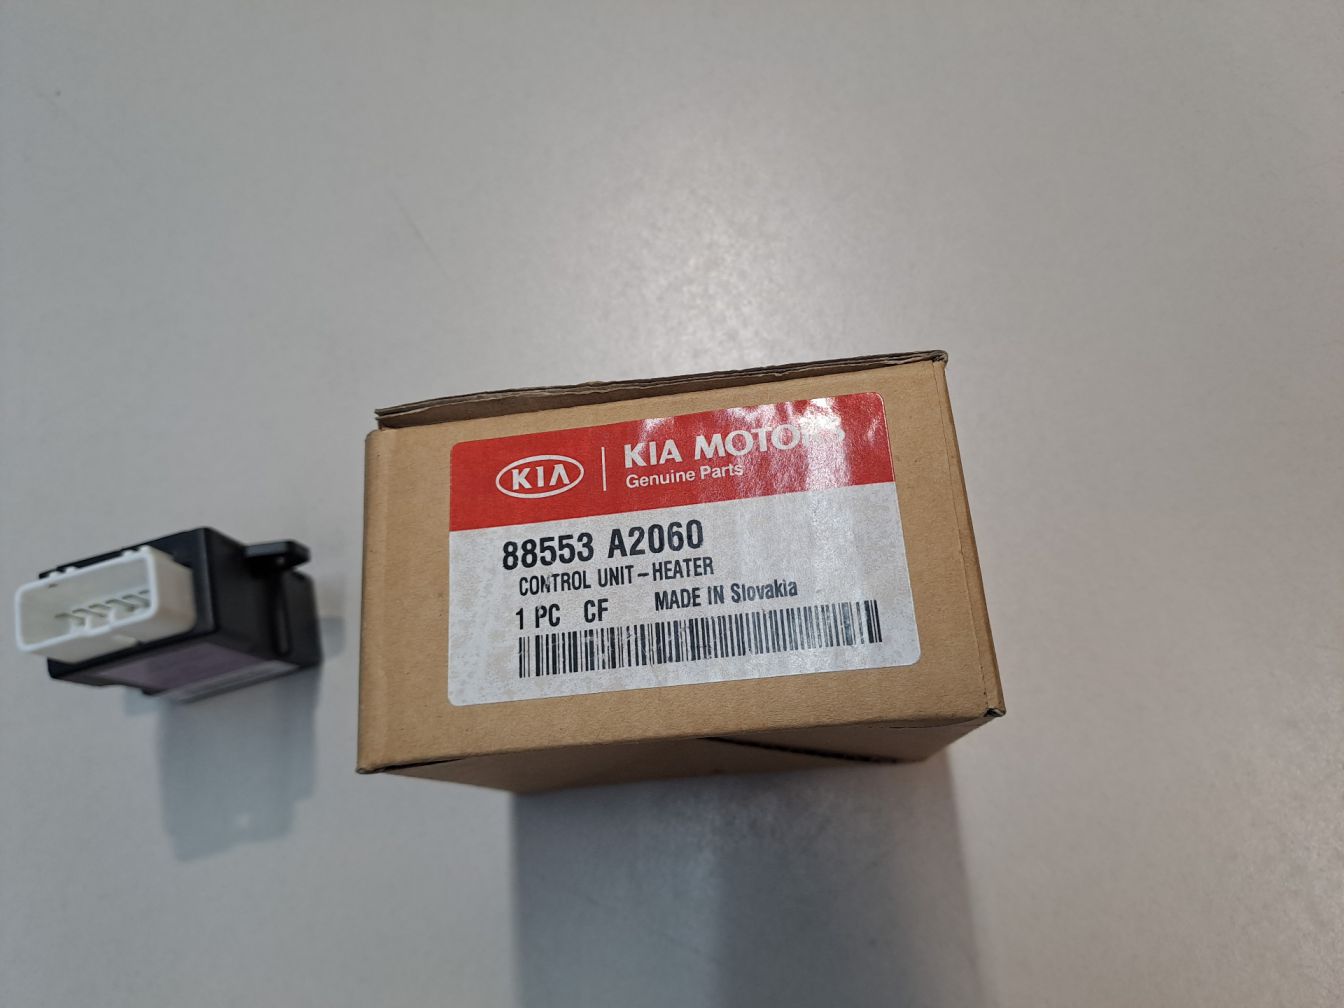 KIA KIA MOTORS
Genuine Parts
88553 A2060
CONTROL UNIT-HEATER
1 PC CF MADE IN Slovakia